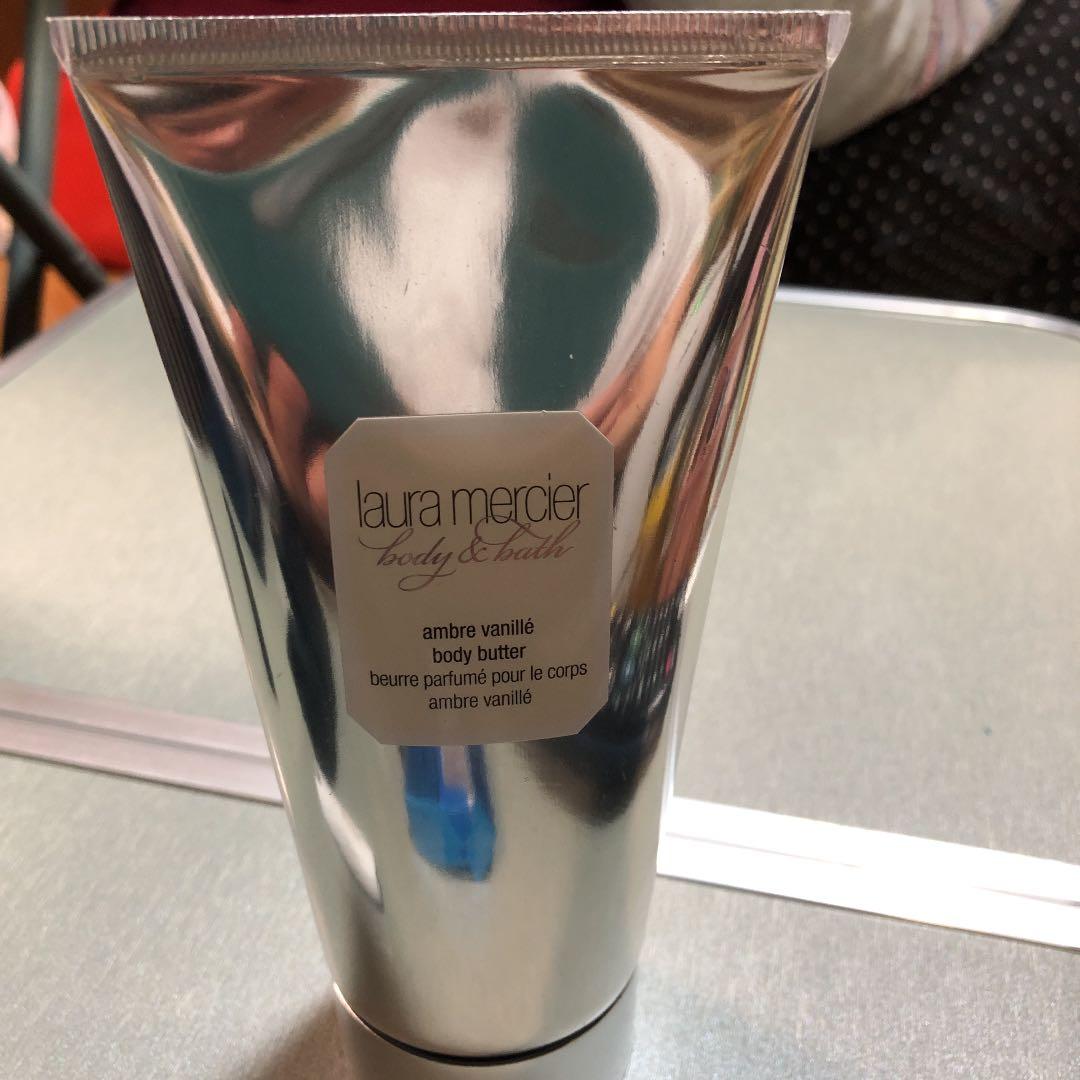 laura mercier
body & bath
ambre vanillé
body butter
beurre parfumé pour le corps
ambre vanillé